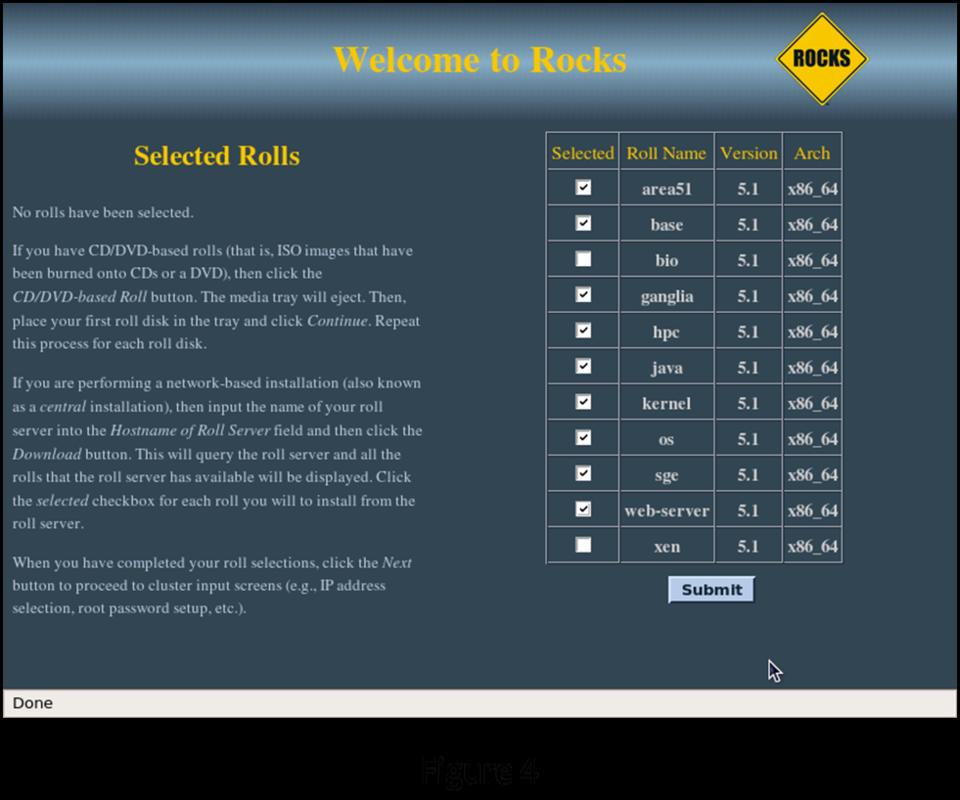 Welcome to Rocks
ROCKS
Selected Rolls
No rolls have been selected.
If you have CD/DVD-based rolls (that is, ISO images that have
been burned onto CDs or a DVD), then click the
CD/DVD-based Roll button. The media tray will eject. Then,
place your first roll disk in the tray and click Continue. Repeat
this process for each roll disk.
If you are performing a network-based installation (also known
as a central installation), then input the name of your roll
server into the Hostname of Roll Server field and then click the
Download button. This will query the roll server and all the
rolls that the roll server has available will be displayed. Click
the selected checkbox for each roll you will to install from the
roll server.
When you have completed your roll selections, click the Next
button to proceed to cluster input screens (e.g., IP address
selection, root password setup, etc.).
Selected Roll Name Version Arch
area51 5.1 x86_64
base 5.1 x86_64
bio 5.1 x86_64
ganglia 5.1 x86_64
hpc 5.1 x86_64
java 5.1 x86_64
kernel 5.1 x86_64
os 5.1 x86_64
sge 5.1 x86_64
web-server 5.1 x86_64
xen 5.1 x86_64
Submit
Done
Figure 4